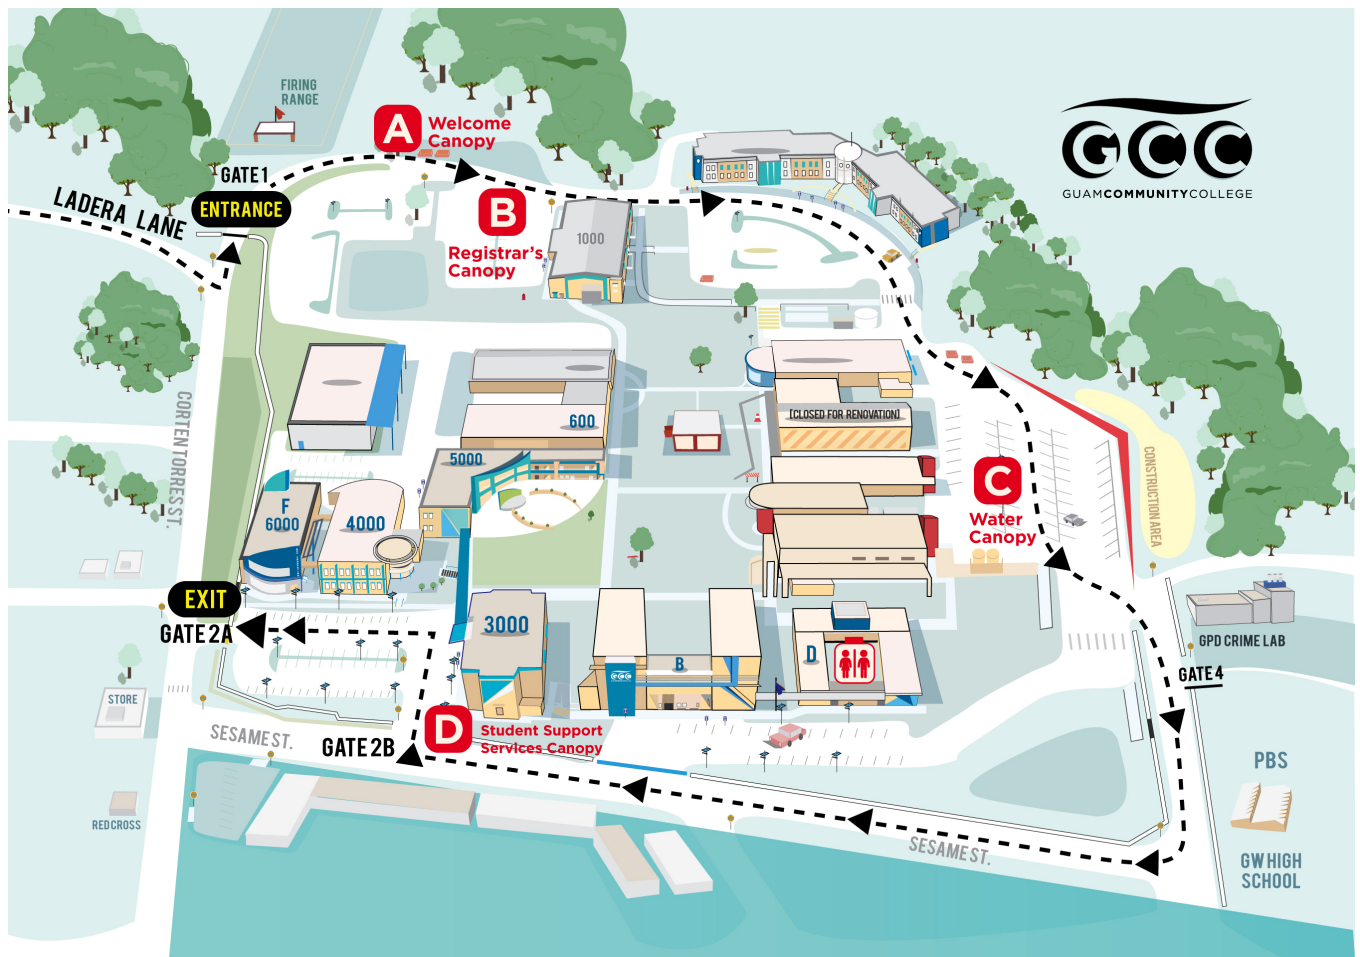 FIRING
RANGE
A
Welcome
Canopy
GCC
GUAMCOMMUNITYCOLLEGE
GATE 1
ENTRANCE
LADERA LANE
B
Registrar's
Canopy
1000
CORTEN TORRES ST.
600
[CLOSED FOR RENOVATION]
5000
F
6000
4000
C
Water
Canopy
CONSTRUCTION AREA
EXIT
GATE 2A
3000
B
GCC
D
GPD CRIME LAB
GATE 4
STORE
SESAME ST.
GATE 2B
D
Student Support
Services Canopy
RED CROSS
SESAME ST.
PBS
GW HIGH
SCHOOL